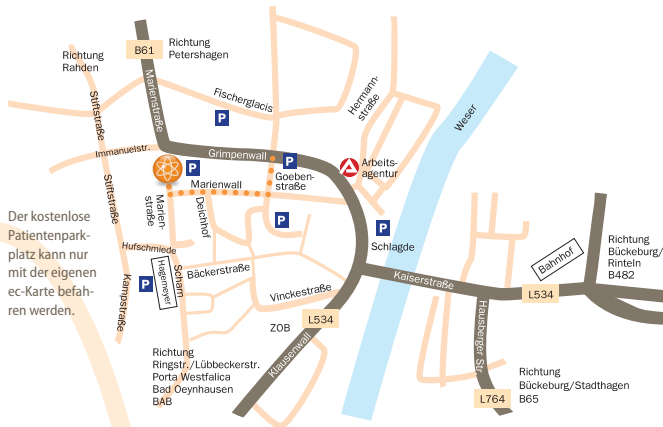 B61
Richtung
Petershagen
Richtung
Rahden
Marienstraße
Stiftstraße
Fischerglacis
P
Hermann-
straße
Weser
Immanuelstr.
Grimpenwall
P
P
A
Arbeits-
agentur
Goeben-
straße
Marienwall
Stiftstraße
Marien-
straße
Deichhof
P
P
Schlagde
Der kostenlose
Patientenpark-
platz kann nur
mit der eigenen
ec-Karte befah-
ren werden.
Hufschmiede
Bäckerstraße
Scharn
Hagemeyer
P
Kampstraße
Vinckestraße
Kaiserstraße
Bahnhof
Richtung
Bückeburg/
Rinteln
B482
L534
L534
ZOB
Klausenwall
Hausberger Str
Richtung
Ringstr./Lübbeckerstr.
Porta Westfalica
Bad Oeynhausen
BAB
Richtung
Bückeburg/Stadthagen
B65
L764